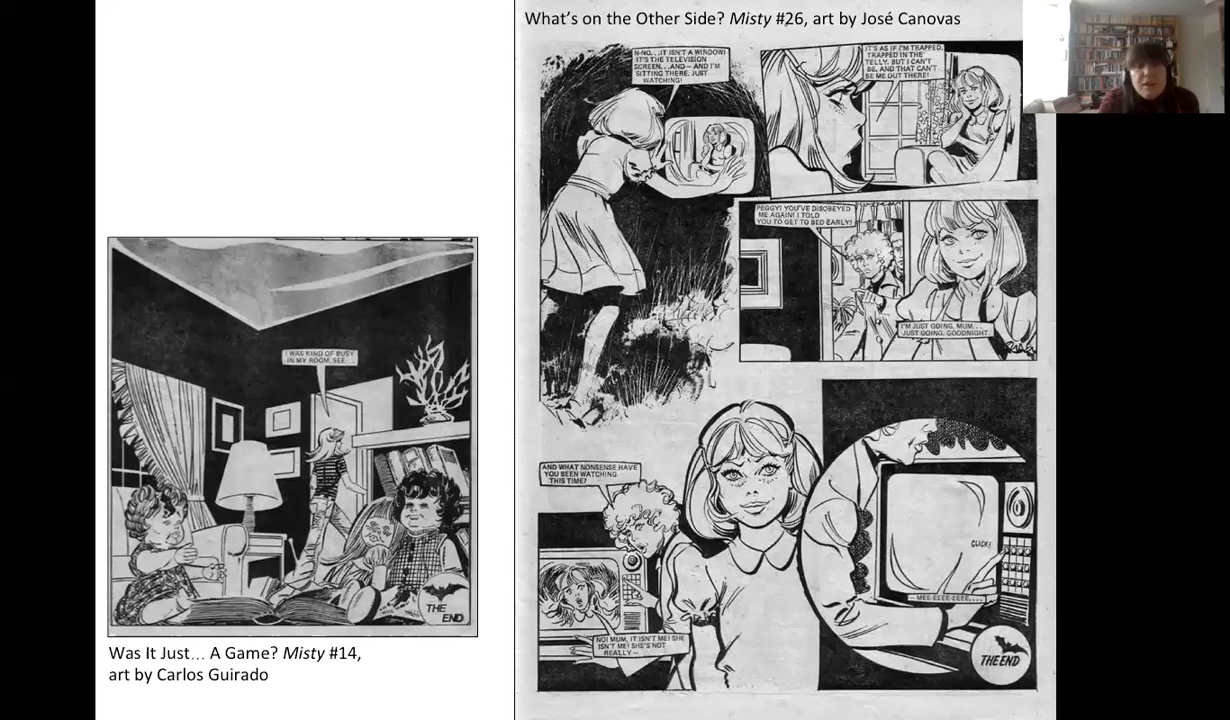 What's on the Other Side? Misty #26, art by José Canovas
N-NO...IT ISN'T A WINDOW!
IT'S THE TELEVISION
SCREEN...AND - AND I'M
SITTING THERE, JUST
WATCHING!
IT'S AS IF I'M TRAPPED.
TRAPPED IN THE
TELLY. BUT I CAN'T
BE, AND THAT CAN'T
BE ME OUT THERE!
PEGGY! YOU'VE DISOBEYED
ME AGAIN! I TOLD
YOU TO GET TO BED EARLY!
I'M JUST GOING, MUM...
JUST GOING. GOODNIGHT.
AND WHAT NONSENSE HAVE
YOU BEEN WATCHING
THIS TIME?
NO! MUM, IT ISN'T ME! SHE
ISN'T ME! SHE'S NOT
REALLY -
CLICK!
- MEE-EEEE-EEEE....
THE END
I WAS KIND OF BUSY
IN MY ROOM, SEE...
THE
END
Was It Just... A Game? Misty #14,
art by Carlos Guirado